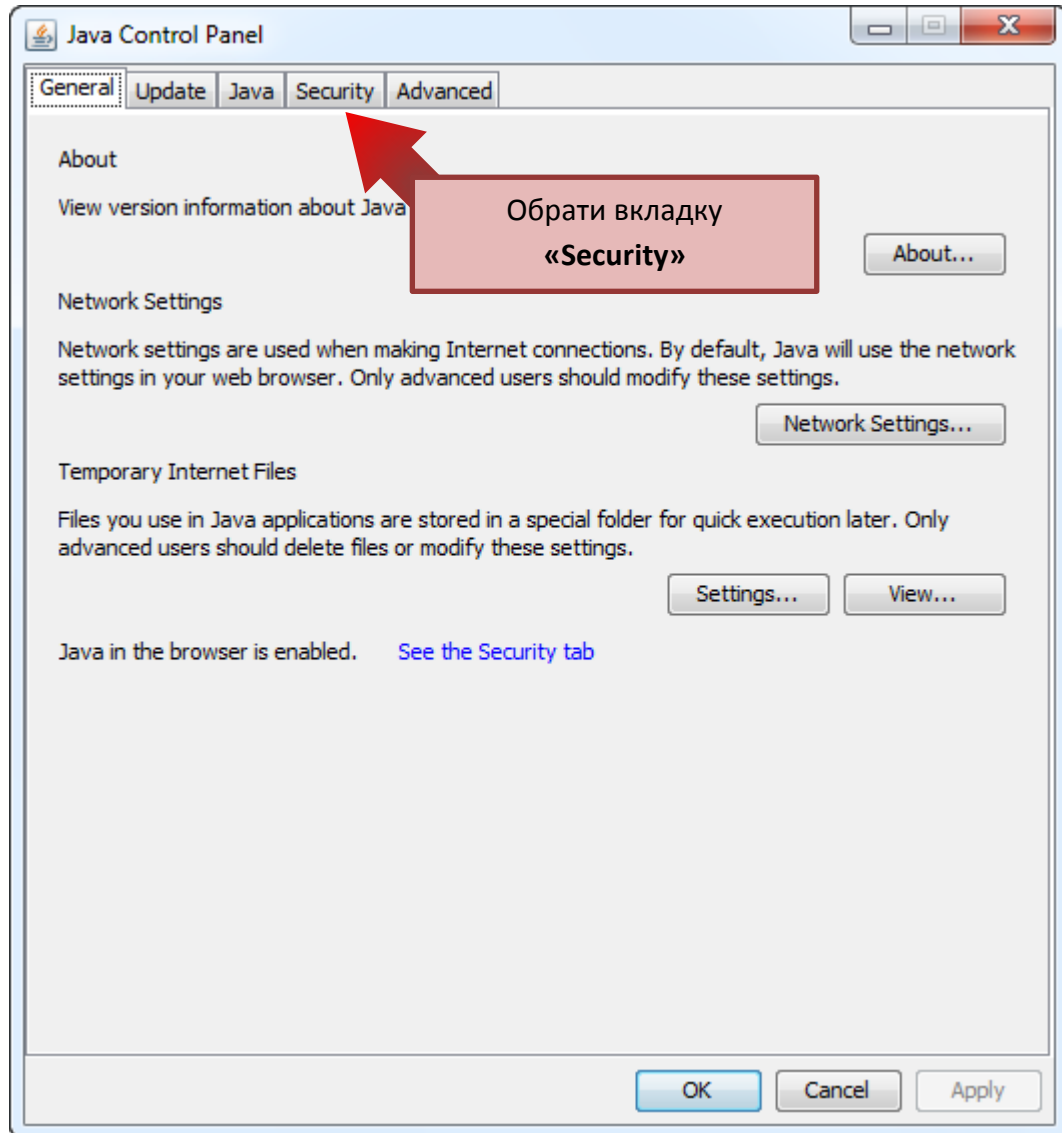 Java Control Panel
General Update Java Security Advanced
About
View version information about Java
Обрати вкладку
«Security»
About...
Network Settings
Network settings are used when making Internet connections. By default, Java will use the network
settings in your web browser. Only advanced users should modify these settings.
Network Settings...
Temporary Internet Files
Files you use in Java applications are stored in a special folder for quick execution later. Only
advanced users should delete files or modify these settings.
Settings... View...
Java in the browser is enabled. See the Security tab
OK Cancel Apply